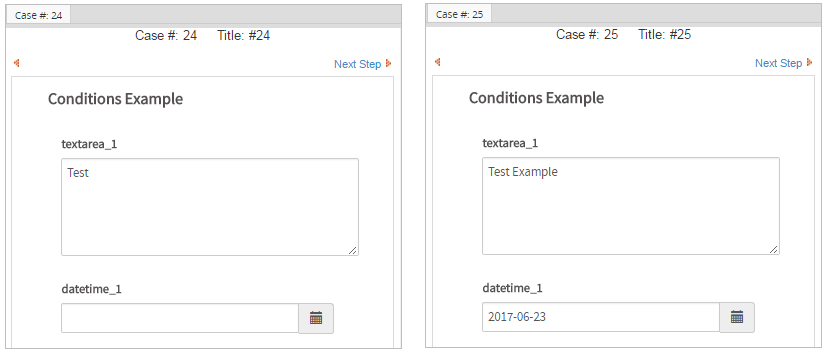 Case #: 24
Case #: 24 Title: #24
Next Step
Conditions Example
textarea_1
Test
datetime_1
Case #: 25
Case #: 25 Title: #25
Next Step
Conditions Example
textarea_1
Test Example
datetime_1
2017-06-23